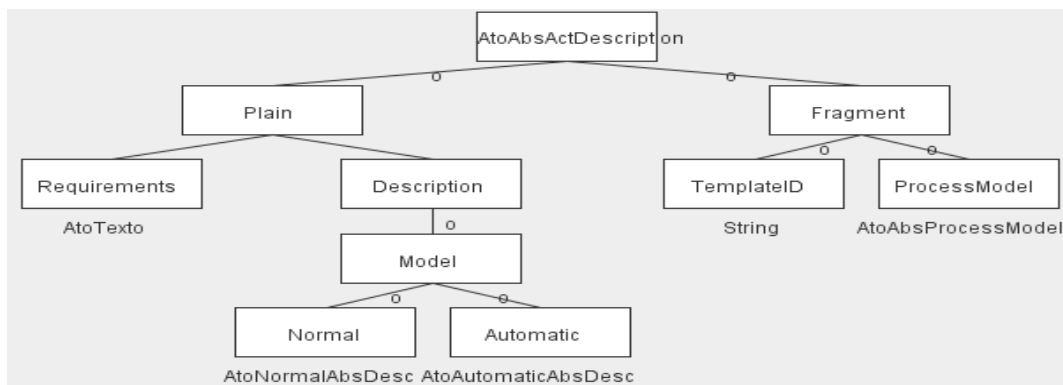 AtoAbsActDescription
o o
Plain Fragment
o o
Requirements Description TemplateID ProcessModel
AtoTexto String AtoAbsProcessModel
o
Model
o o
Normal Automatic
AtoNormalAbsDesc AtoAutomaticAbsDesc